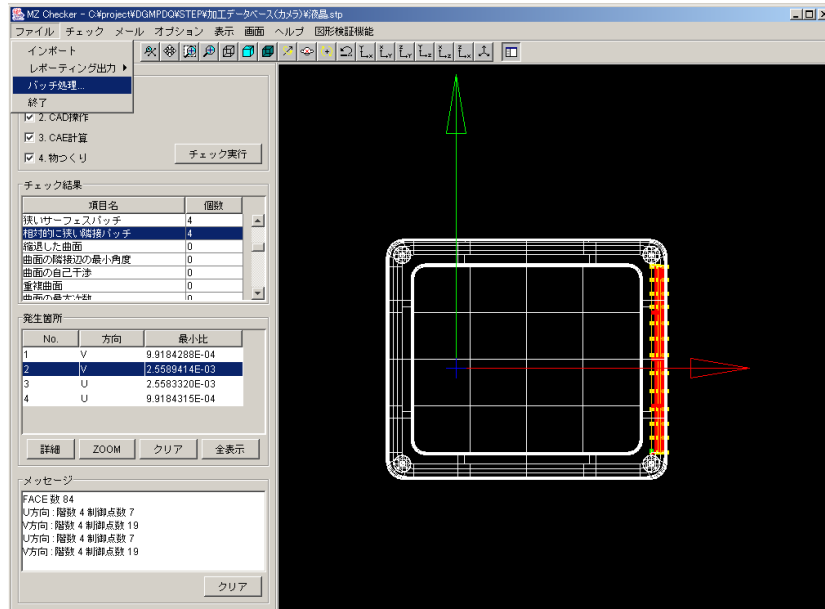 MZ Checker - C:¥project¥DGMPDQ¥STEP¥加工データベース(カメラ)¥液晶.stp
ファイル チェック メール オプション 表示 画面 ヘルプ 図形検証機能
インポート
レポーティング出力
バッチ処理...
終了
2. CAD操作
3. CAE計算
4. 物つくり
チェック実行
チェック結果
項目名 個数
狭いサーフェスパッチ 4
相対的に狭い隣接パッチ 4
縮退した曲面 0
曲面の隣接辺の最小角度 0
曲面の自己干渉 0
重複曲面 0
曲面の最大次数 0
発生箇所
No. 方向 最小比
1 V 9.9184288E-04
2 V 2.5589414E-03
3 U 2.5583320E-03
4 U 9.9184315E-04
詳細 ZOOM クリア 全表示
メッセージ
FACE 数 84
U方向 : 階数 4 制御点数 7
V方向 : 階数 4 制御点数 19
U方向 : 階数 4 制御点数 7
V方向 : 階数 4 制御点数 19
クリア